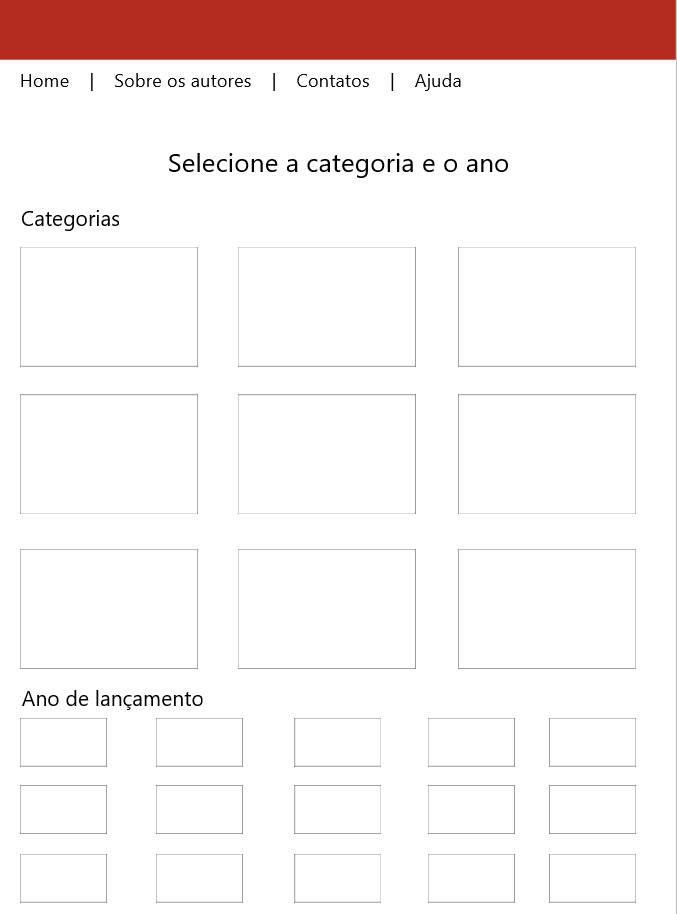 Home | Sobre os autores | Contatos | Ajuda
Selecione a categoria e o ano
Categorias
Ano de lançamento